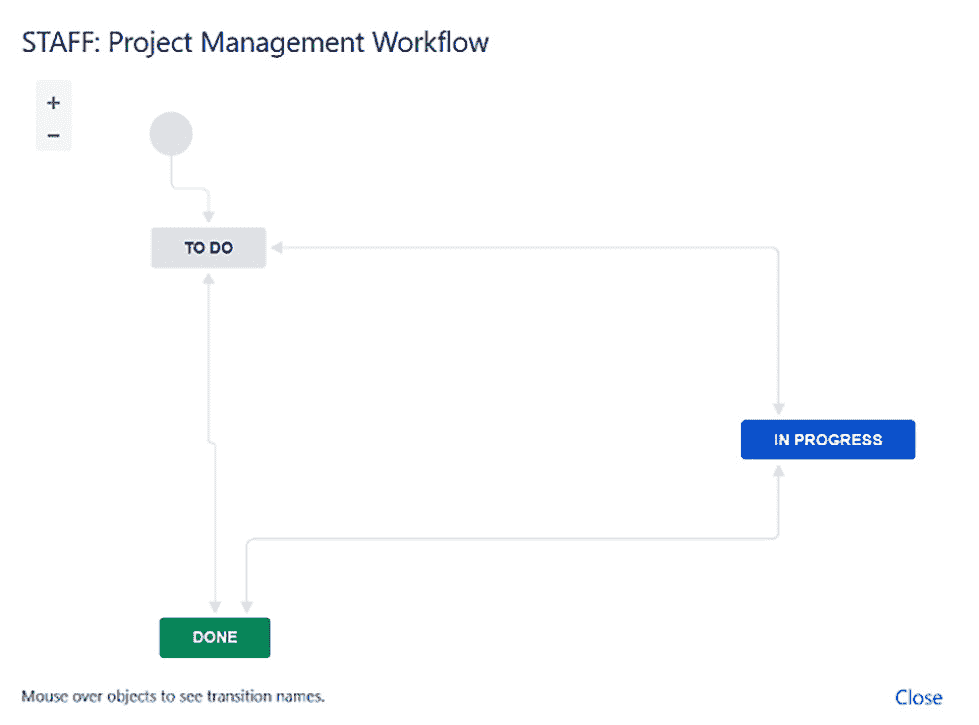 STAFF: Project Management Workflow
+
−
TO DO
IN PROGRESS
DONE
Mouse over objects to see transition names.
Close